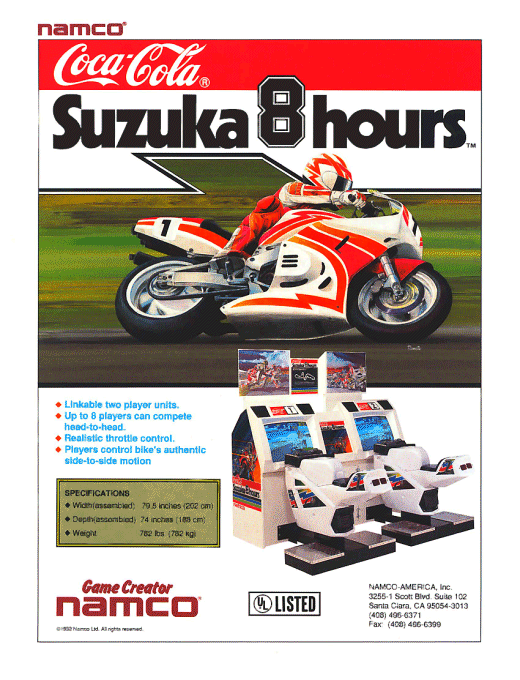 namco®
Coca-Cola®
Suzuka 8 hours™
1
◆ Linkable two player units.
◆ Up to 8 players can compete
head-to-head.
◆ Realistic throttle control.
◆ Players control bike's authentic
side-to-side motion
SPECIFICATIONS
◆ Width(assembled) 79.5 inches (202 cm)
◆ Depth(assembled) 74 inches (188 cm)
◆ Weight 782 lbs (782 kg)
Game Creator
namco®
UL LISTED
NAMCO-AMERICA, Inc.
3255-1 Scott Blvd. Suite 102
Santa Clara, CA 95054-3013
(408) 496-6371
Fax: (408) 496-6399
Namco Ltd. All rights reserved.